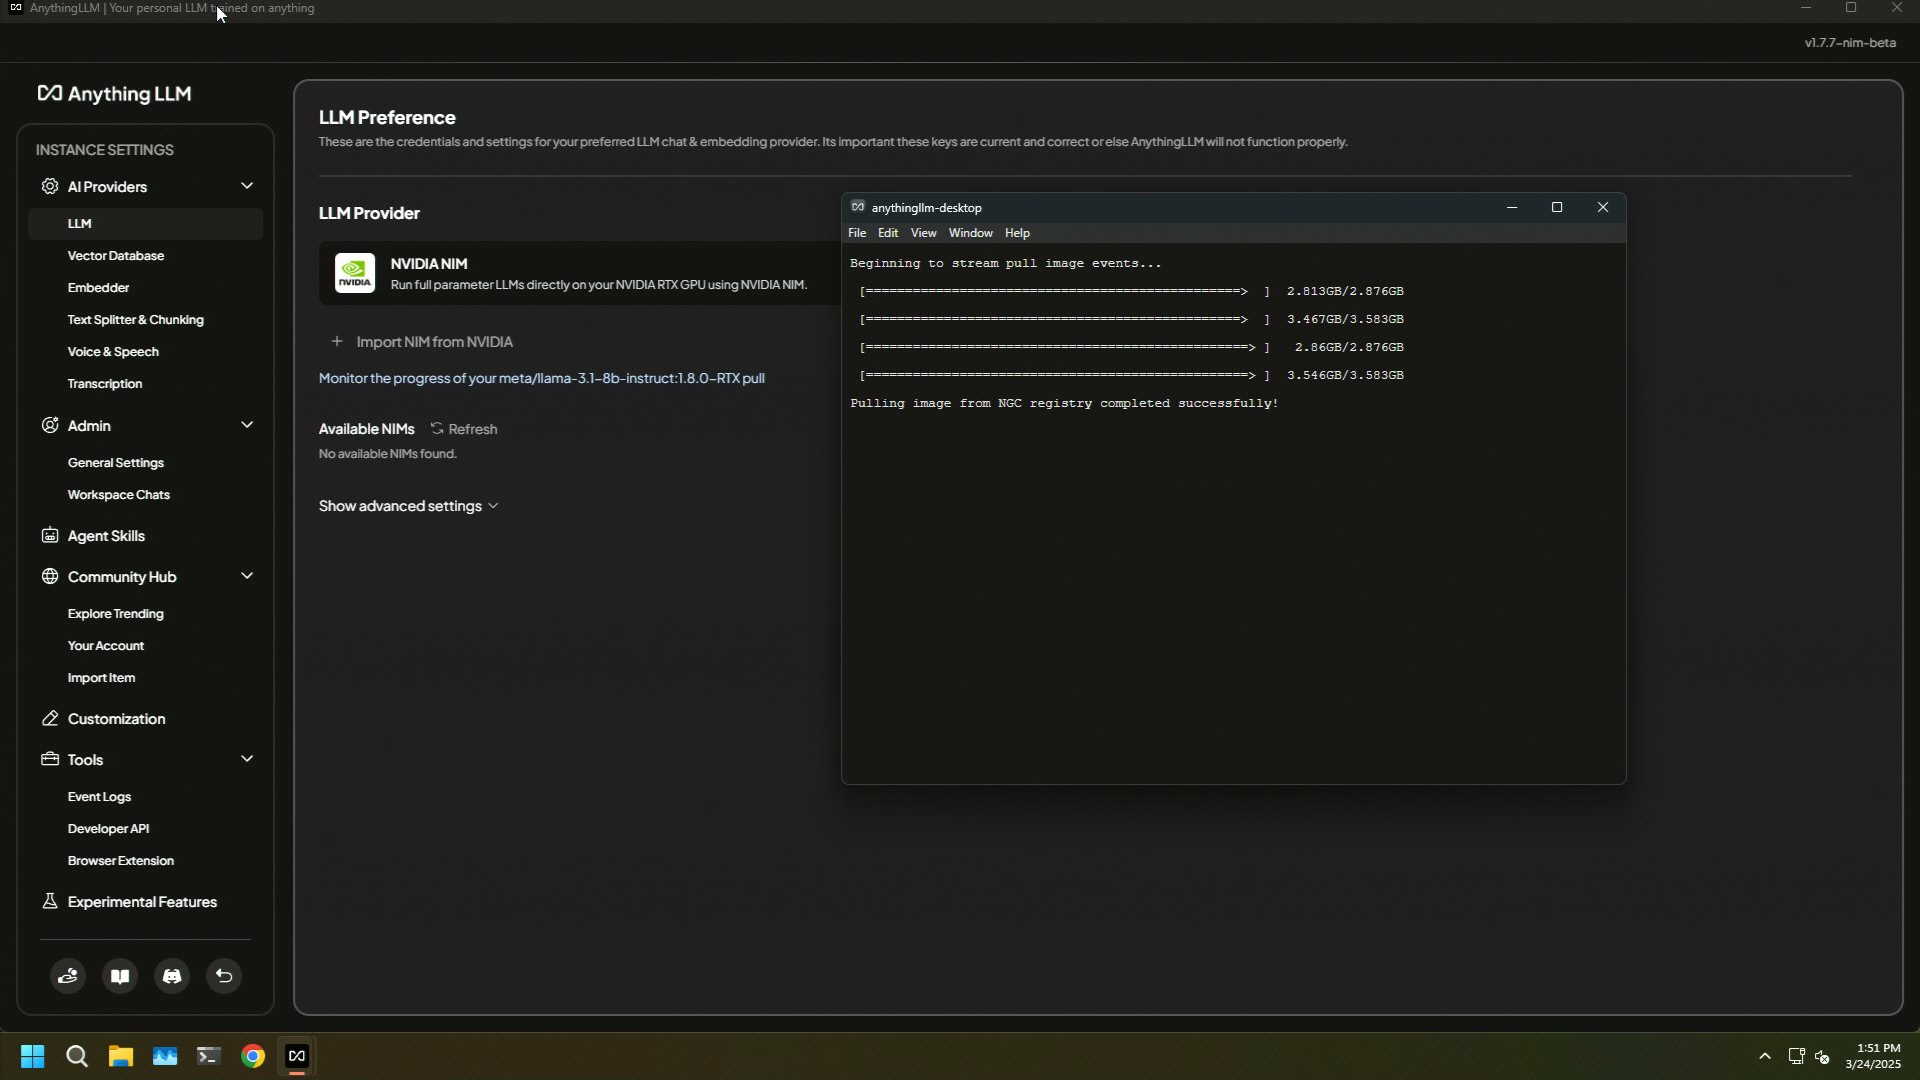 AnythingLLM | Your personal LLM trained on anything
v1.7.7-nim-beta
Anything LLM
INSTANCE SETTINGS
AI Providers
LLM
Vector Database
Embedder
Text Splitter & Chunking
Voice & Speech
Transcription
Admin
General Settings
Workspace Chats
Agent Skills
Community Hub
Explore Trending
Your Account
Import Item
Customization
Tools
Event Logs
Developer API
Browser Extension
Experimental Features
LLM Preference
These are the credentials and settings for your preferred LLM chat & embedding provider. Its important these keys are current and correct or else AnythingLLM will not function properly.
LLM Provider
NVIDIA
NVIDIA NIM
Run full parameter LLMs directly on your NVIDIA RTX GPU using NVIDIA NIM.
+ Import NIM from NVIDIA
Monitor the progress of your meta/llama-3.1-8b-instruct:1.8.0-RTX pull
Available NIMs Refresh
No available NIMs found.
Show advanced settings
anythingllm-desktop
File Edit View Window Help
Beginning to stream pull image events...
[================================================> ] 2.813GB/2.876GB
[================================================> ] 3.467GB/3.583GB
[=================================================> ] 2.86GB/2.876GB
[=================================================> ] 3.546GB/3.583GB
Pulling image from NGC registry completed successfully!
1:51 PM
3/24/2025